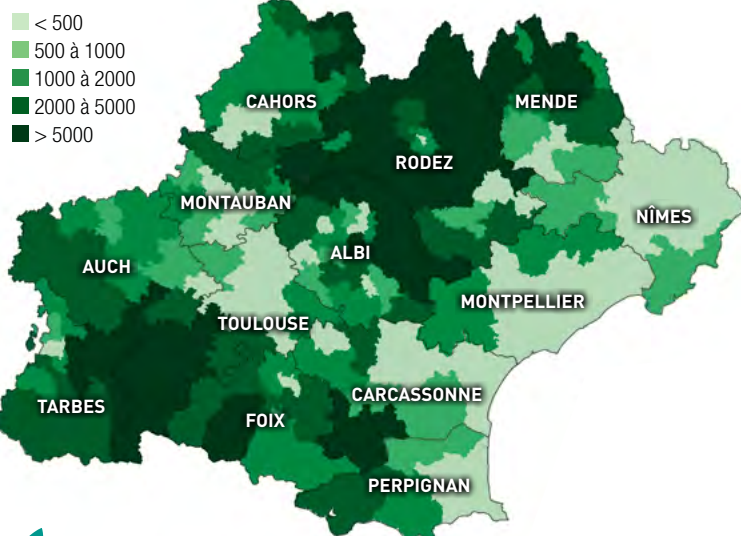 < 500
500 à 1000
1000 à 2000
2000 à 5000
> 5000
CAHORS
MENDE
RODEZ
MONTAUBAN
NÎMES
ALBI
AUCH
MONTPELLIER
TOULOUSE
CARCASSONNE
TARBES
FOIX
PERPIGNAN